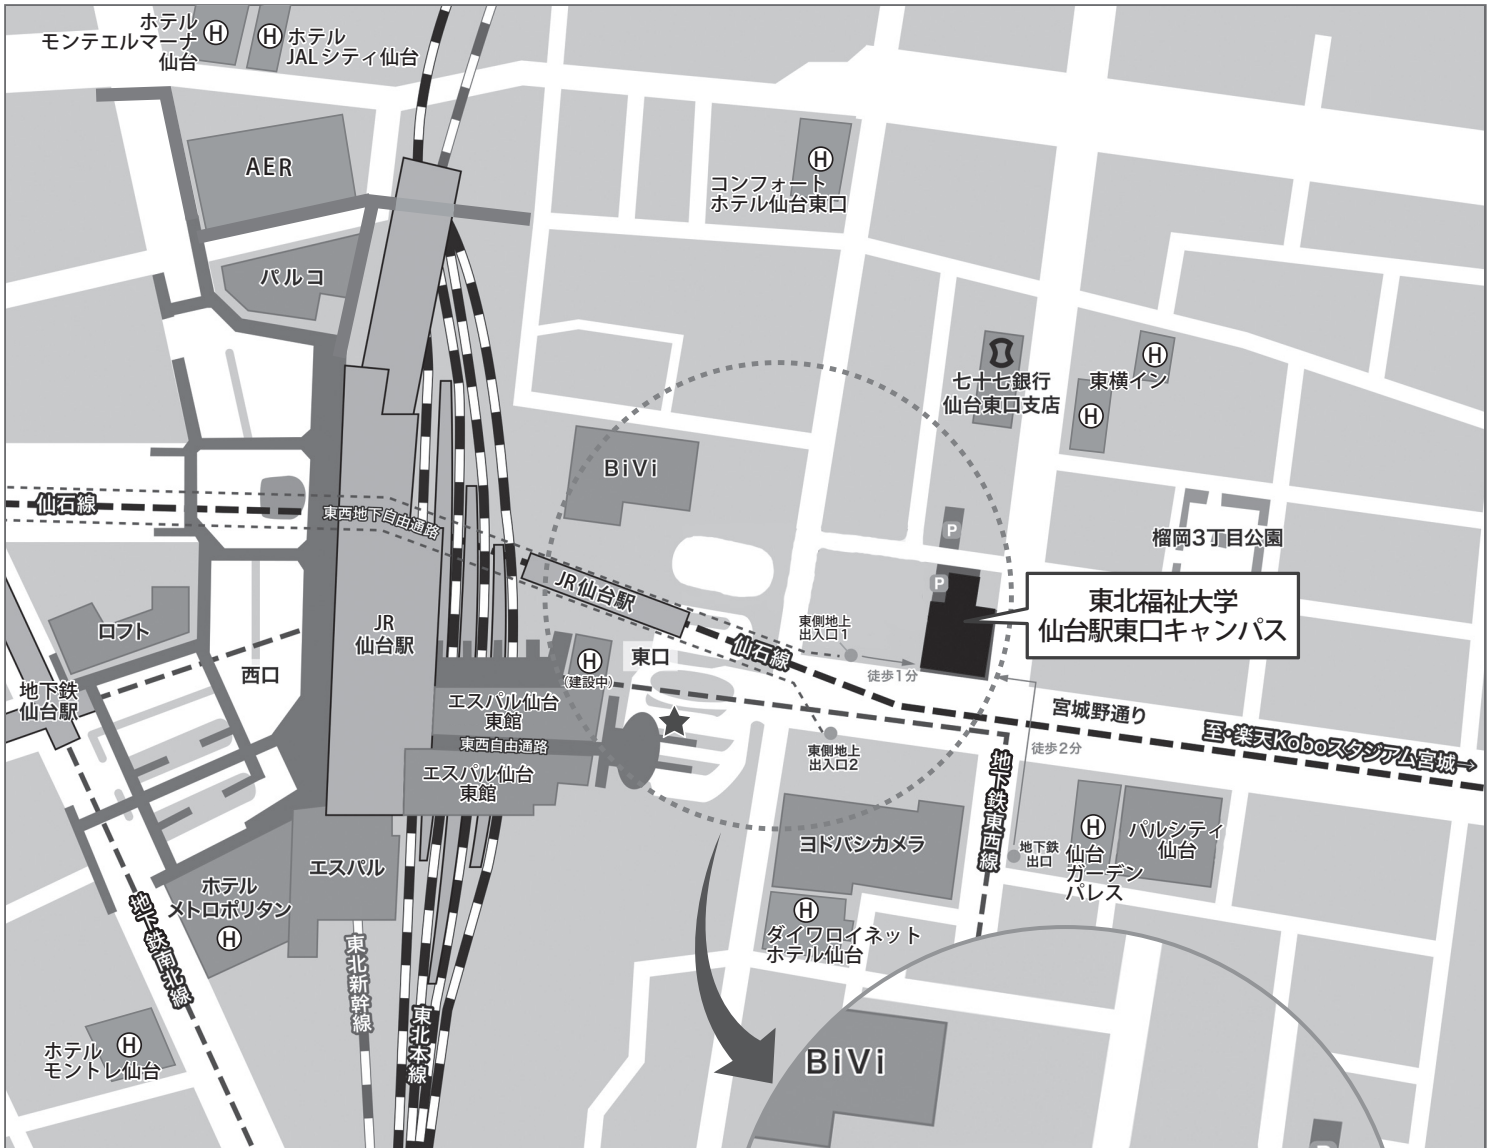 ホテル
モンテエルマーナ
仙台
H
H
ホテル
JALシティ仙台
AER
パルコ
H
コンフォート
ホテル仙台東口
七十七銀行
仙台東口支店
H
東横イン
H
BiVi
仙石線
東西地下自由通路
P
P
榴岡3丁目公園
JR仙台駅
東北福祉大学
仙台駅東口キャンパス
ロフト
JR
仙台駅
東側地上
出入口1
仙石線
徒歩1分
H
(建設中)
東口
西口
地下鉄
仙台駅
エスパル仙台
東館
東西自由通路
エスパル仙台
東館
宮城野通り
至・楽天Koboスタジアム宮城→
東側地上
出入口2
徒歩2分
地下鉄東西線
ヨドバシカメラ
H
仙台
ガーデン
パレス
パルシティ
仙台
地下鉄
出口
エスパル
ホテル
メトロポリタン
H
地下鉄南北線
H
ダイワロイネット
ホテル仙台
東北新幹線
東北本線
ホテル
モントレ仙台
H
BiVi